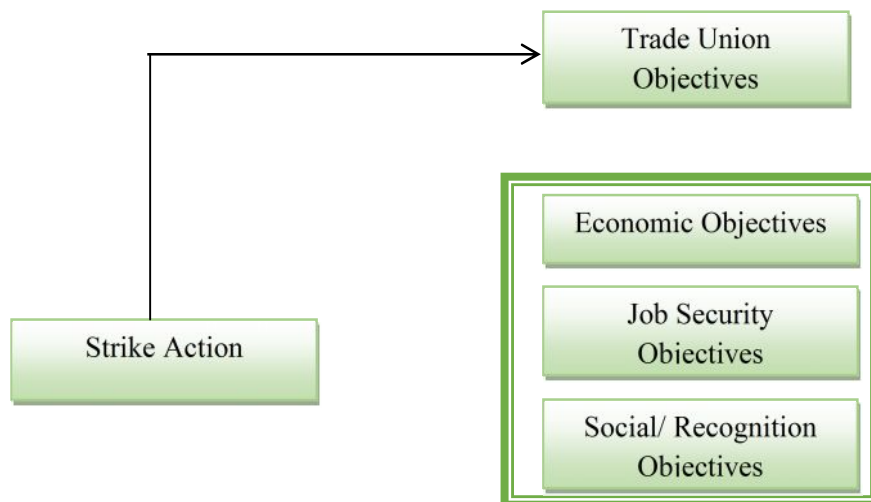 Trade Union
Objectives
Economic Objectives
Job Security
Objectives
Strike Action
Social/ Recognition
Objectives